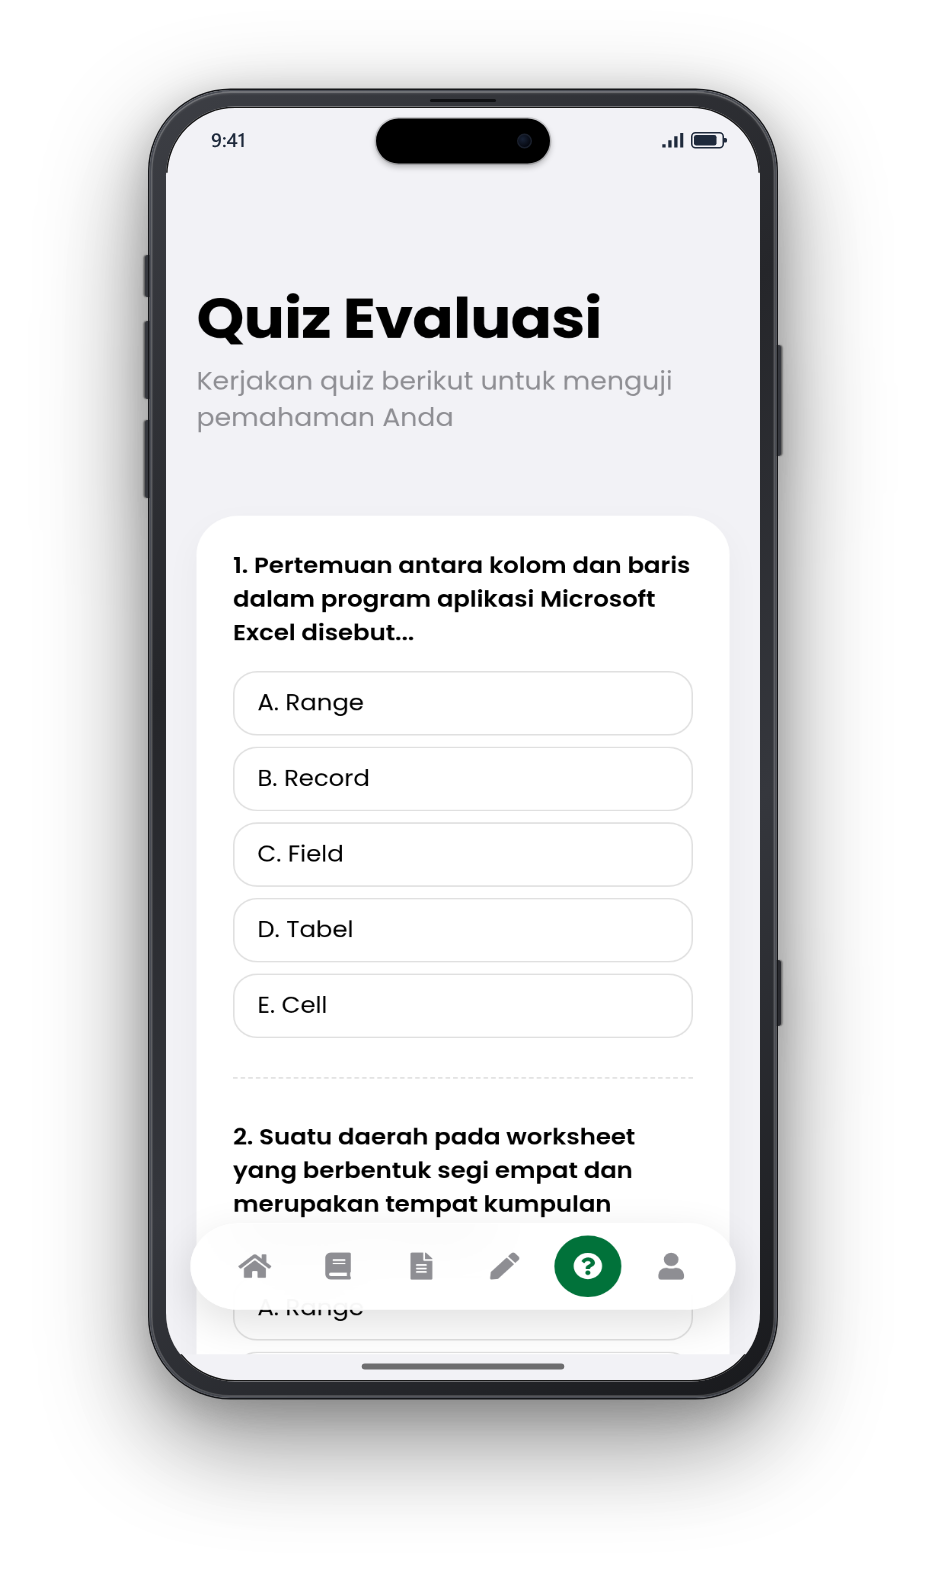 9:41
Quiz Evaluasi
Kerjakan quiz berikut untuk menguji
pemahaman Anda
1. Pertemuan antara kolom dan baris
dalam program aplikasi Microsoft
Excel disebut...
A. Range
B. Record
C. Field
D. Tabel
E. Cell
2. Suatu daerah pada worksheet
yang berbentuk segi empat dan
merupakan tempat kumpulan
?
A. Range